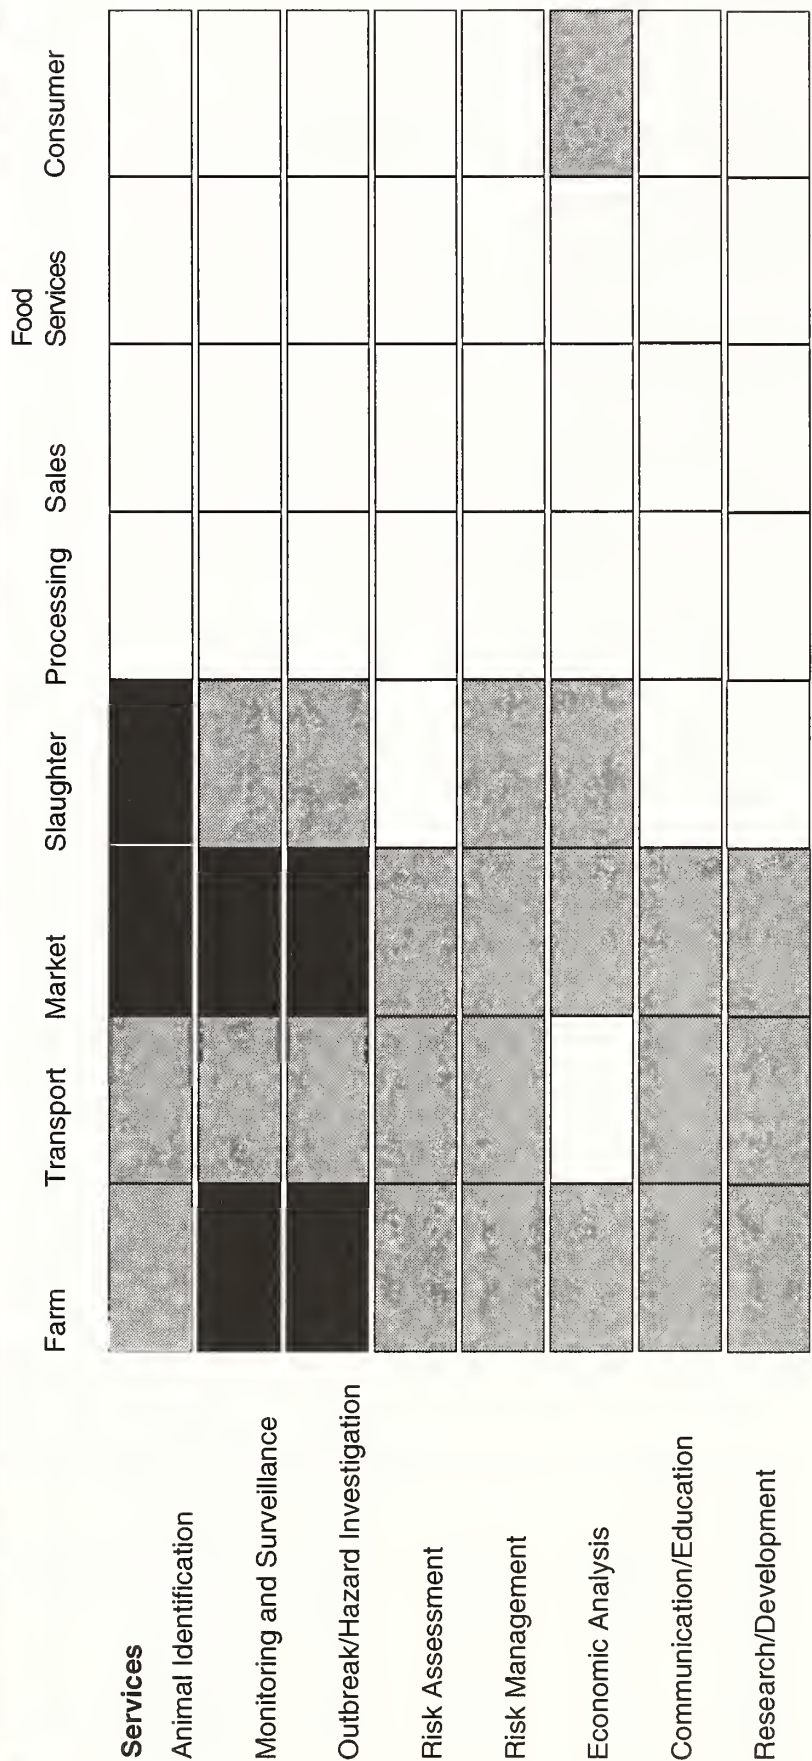 Farm
Transport
Market
Slaughter
Processing
Sales
Food
Services
Consumer
Services
Animal Identification
Monitoring and Surveillance
Outbreak/Hazard Investigation
Risk Assessment
Risk Management
Economic Analysis
Communication/Education
Research/Development